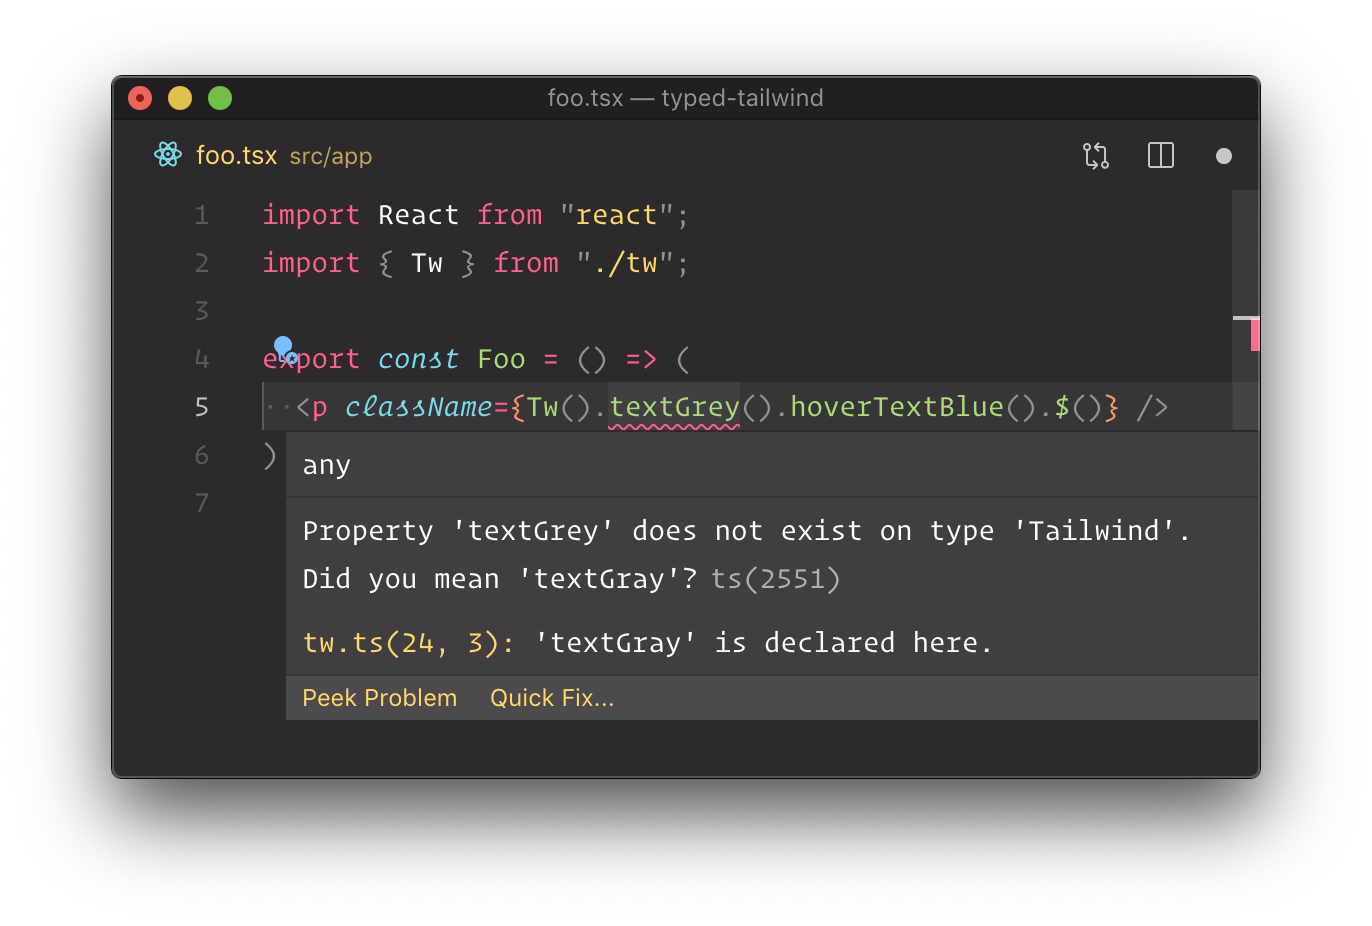 foo.tsx — typed-tailwind
foo.tsx src/app
1 import React from "react";
2 import { Tw } from "./tw";
3
4 export const Foo = () => (
5 ··<p className={Tw().textGrey().hoverTextBlue().$()} />
6 )
any
Property 'textGrey' does not exist on type 'Tailwind'.
Did you mean 'textGray'? ts(2551)
7
tw.ts(24, 3): 'textGray' is declared here.
Peek Problem Quick Fix...